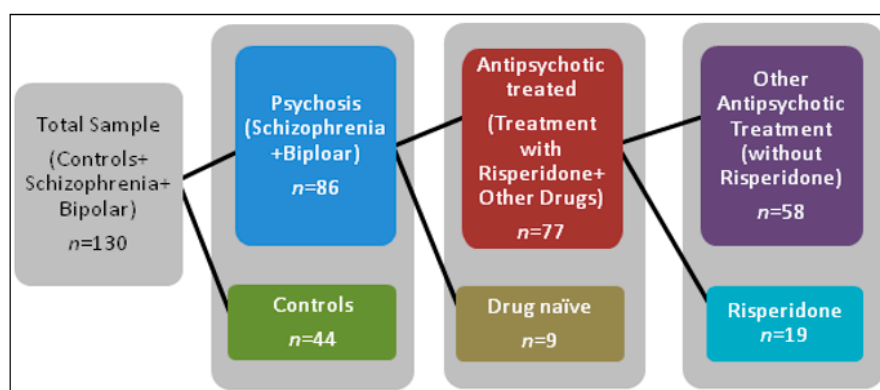 Total Sample
(Controls+
Schizophrenia+
Bipolar)
n=130
Psychosis
(Schizophrenia
+Biploar)
n=86
Controls
n=44
Antipsychotic
treated
(Treatment
with
Risperidone+
Other Drugs)
n=77
Drug naïve
n=9
Other
Antipsychotic
Treatment
(without
Risperidone)
n=58
Risperidone
n=19